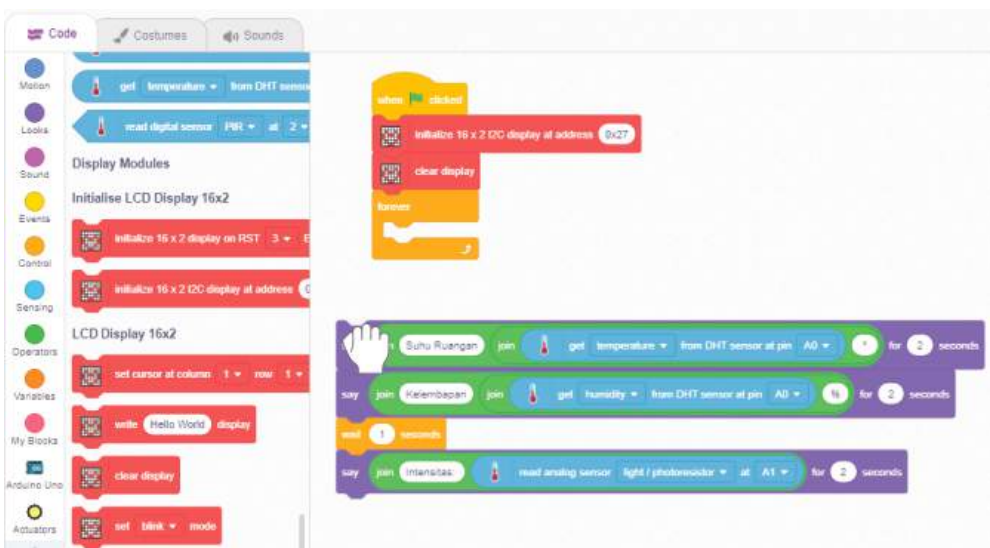 Code Costumes Sounds
Motion
Looks
Sound
Events
Control
Sensing
Operators
Variables
My Blocks
Arduino Uno
Actuators
get temperature from DHT sensor
read digital sensor PIR at 2
Display Modules
Initialise LCD Display 16x2
initialize 16 x 2 display on RST 3 E
initialize 16 x 2 I2C display at address
LCD Display 16x2
set cursor at column 1 row 1
write Hello World display
clear display
set blink mode
when clicked
initialize 16 x 2 I2C display at address 0x27
clear display
forever
Suhu Ruangan join get temperature from DHT sensor at pin A0 ° for 2 seconds
say join Kelembapan join get humidity from DHT sensor at pin A0 % for 2 seconds
wait 1 seconds
say join Intensitas: read analog sensor light / photoresistor at A1 for 2 seconds